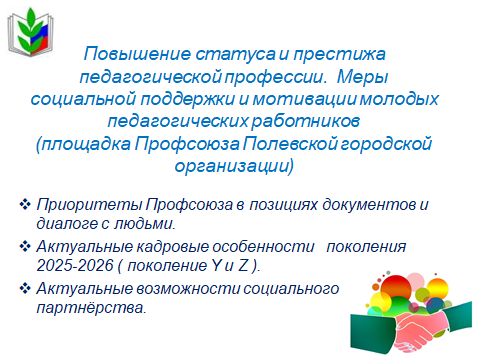 Повышение статуса и престижа
педагогической профессии. Меры
социальной поддержки и мотивации молодых
педагогических работников
(площадка Профсоюза Полевской городской
организации)
❖ Приоритеты Профсоюза в позициях документов и
диалоге с людьми.
❖ Актуальные кадровые особенности поколения
2025-2026 ( поколение Y и Z ).
❖ Актуальные возможности социального
партнёрства.